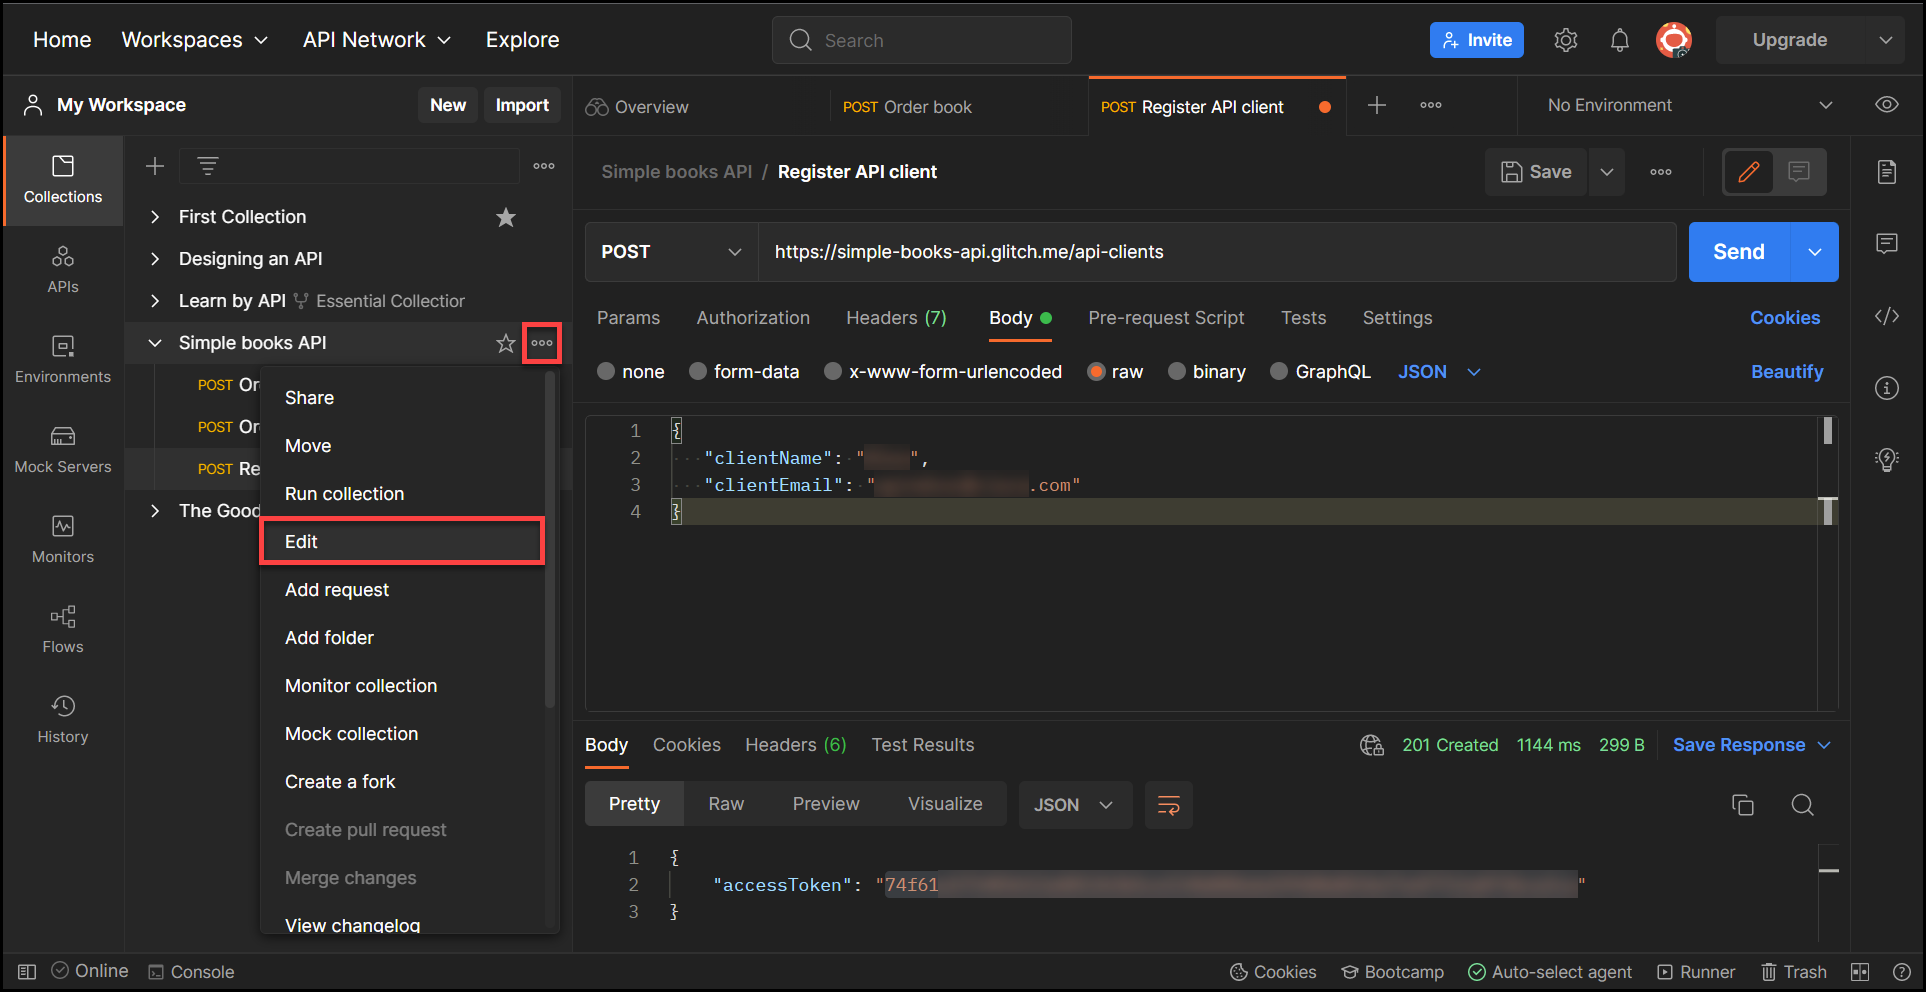 Home Workspaces API Network Explore Search Invite Upgrade
My Workspace New Import Overview POST Order book POST Register API client No Environment
Collections
APIs
Environments
Mock Servers
Monitors
Flows
History
First Collection
Designing an API
Learn by API Essential Collection
Simple books API
POST Or
POST Or
POST Re
The Good
Share
Move
Run collection
Edit
Add request
Add folder
Monitor collection
Mock collection
Create a fork
Create pull request
Merge changes
View changelog
Simple books API / Register API client Save
POST https://simple-books-api.glitch.me/api-clients Send
Params Authorization Headers (7) Body Pre-request Script Tests Settings Cookies
none form-data x-www-form-urlencoded raw binary GraphQL JSON Beautify
1 {
2 "clientName": "",
3 "clientEmail": ".com"
4 }
Body Cookies Headers (6) Test Results 201 Created 1144 ms 299 B Save Response
Pretty Raw Preview Visualize JSON
1 {
2 "accessToken": "74f61"
3 }
Online Console Cookies Bootcamp Auto-select agent Runner Trash